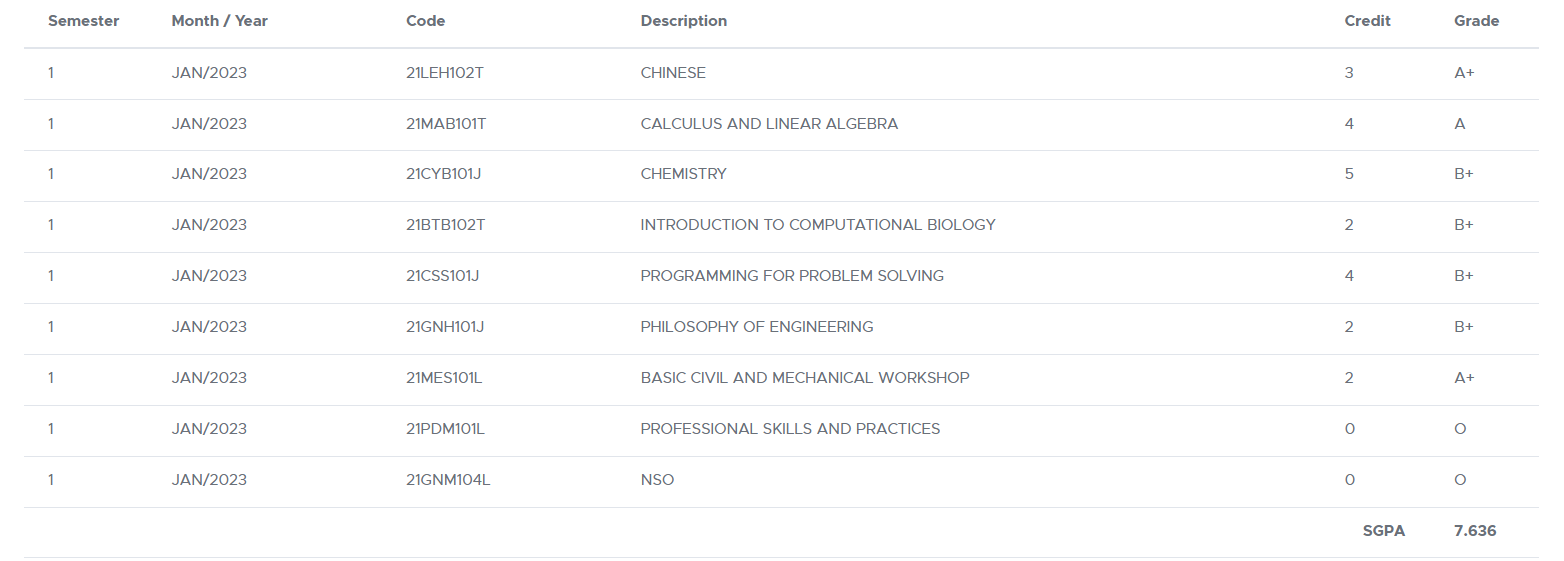 Semester Month / Year Code Description Credit Grade
1 JAN/2023 21LEH102T CHINESE 3 A+
1 JAN/2023 21MAB101T CALCULUS AND LINEAR ALGEBRA 4 A
1 JAN/2023 21CYB101J CHEMISTRY 5 B+
1 JAN/2023 21BTB102T INTRODUCTION TO COMPUTATIONAL BIOLOGY 2 B+
1 JAN/2023 21CSS101J PROGRAMMING FOR PROBLEM SOLVING 4 B+
1 JAN/2023 21GNH101J PHILOSOPHY OF ENGINEERING 2 B+
1 JAN/2023 21MES101L BASIC CIVIL AND MECHANICAL WORKSHOP 2 A+
1 JAN/2023 21PDM101L PROFESSIONAL SKILLS AND PRACTICES 0 O
1 JAN/2023 21GNM104L NSO 0 O
SGPA 7.636